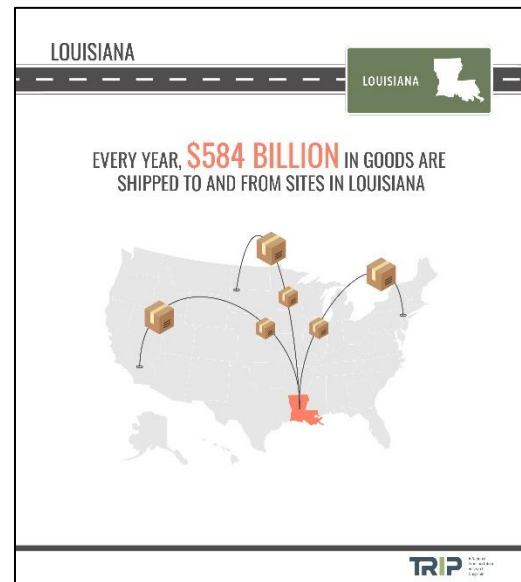 LOUISIANA
LOUISIANA
EVERY YEAR, $584 BILLION IN GOODS ARE
SHIPPED TO AND FROM SITES IN LOUISIANA
TRIP